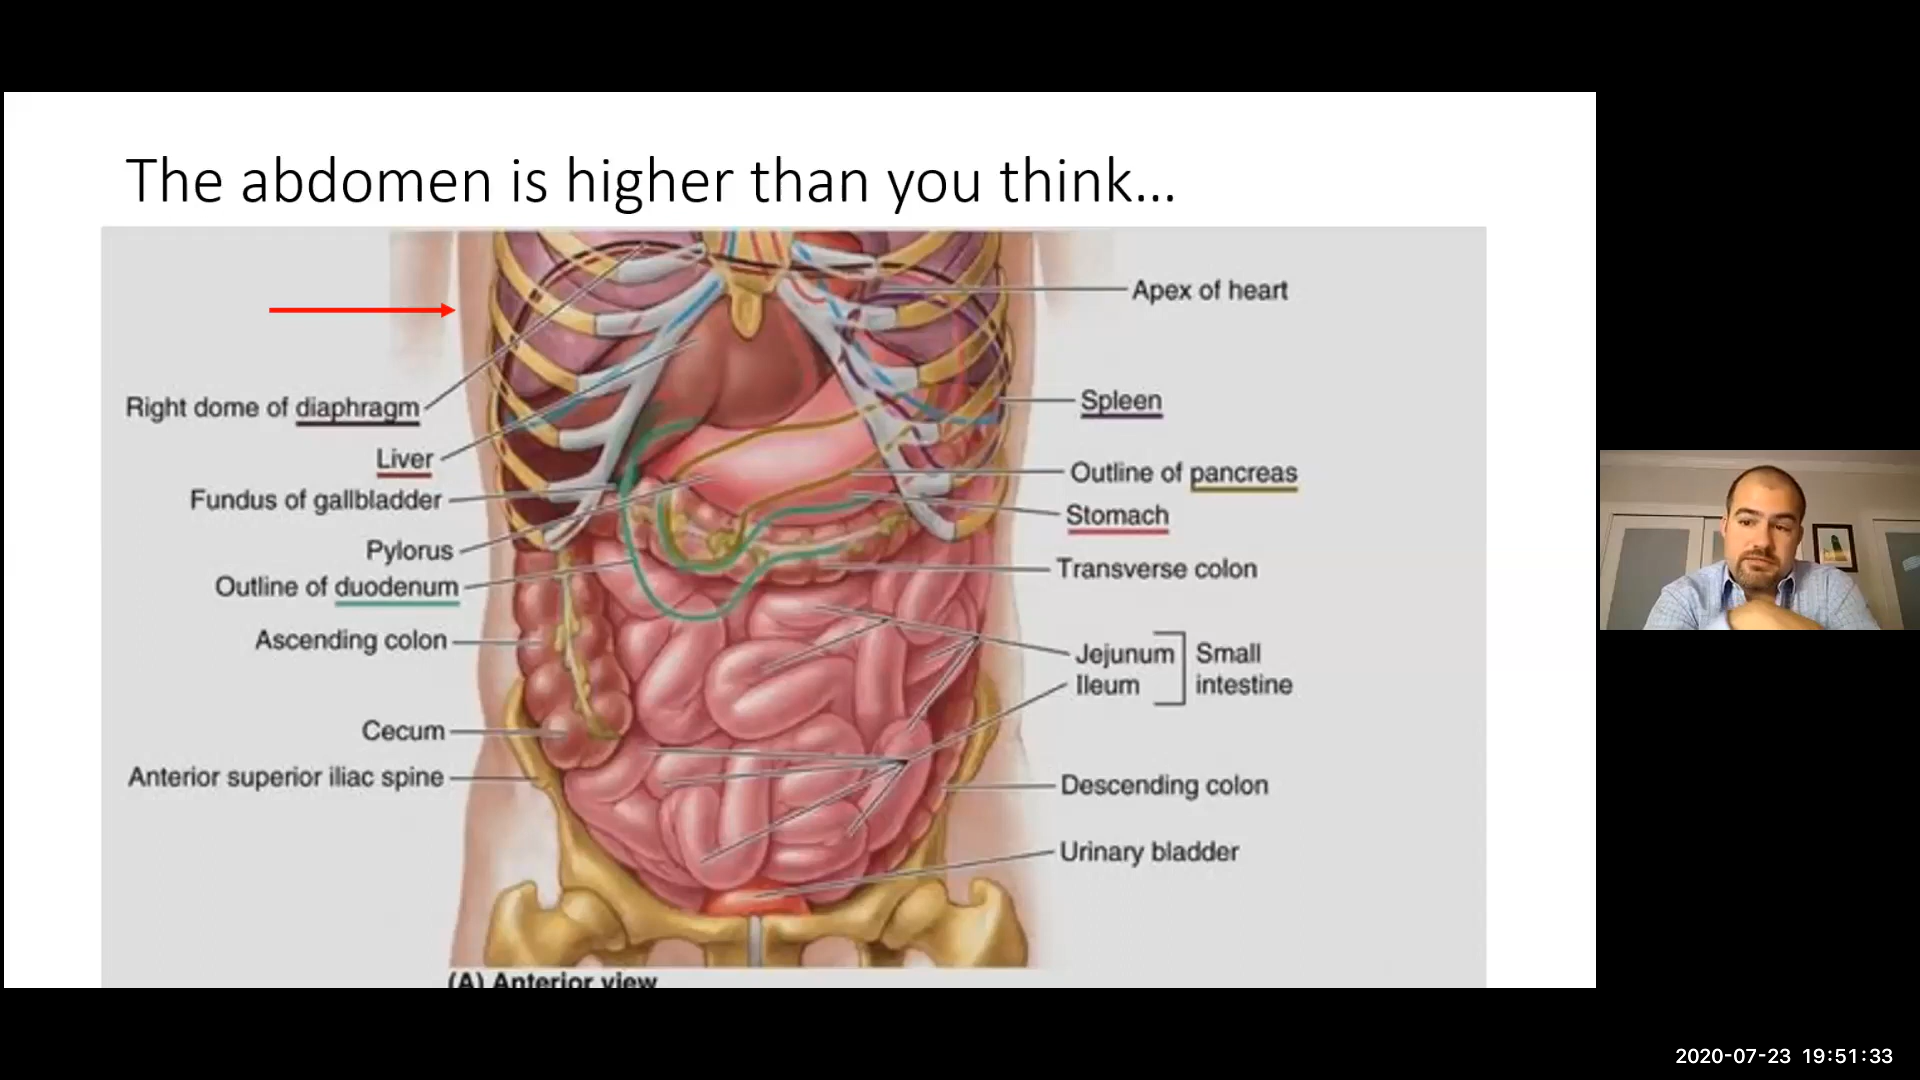 The abdomen is higher than you think...
Apex of heart
Right dome of diaphragm
Liver
Fundus of gallbladder
Pylorus
Outline of duodenum
Ascending colon
Cecum
Anterior superior iliac spine
Spleen
Outline of pancreas
Stomach
Transverse colon
Jejunum
Ileum
Small
intestine
Descending colon
Urinary bladder
(A) Anterior view
2020-07-23 19:51:33